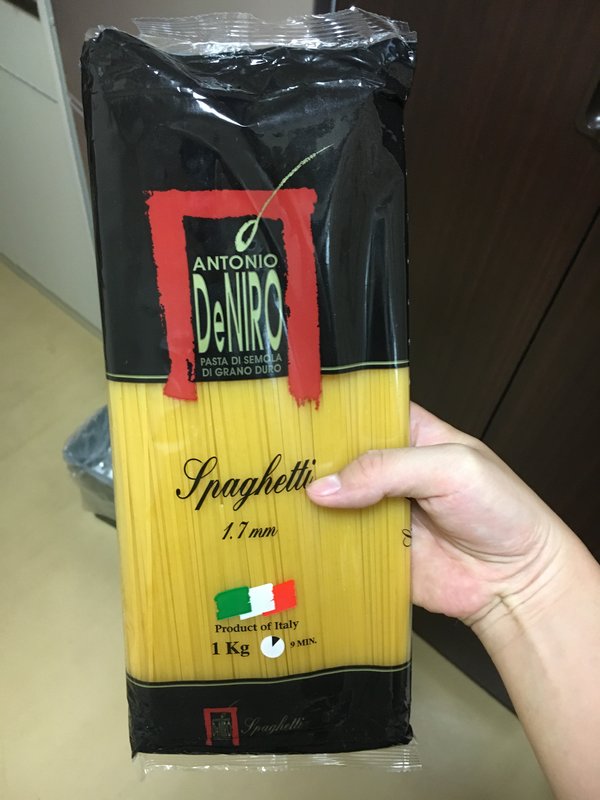 ANTONIO
DeNIRO
PASTA DI SEMOLA
DI GRANO DURO
Spaghetti
1.7 mm
Product of Italy
1 Kg
9 MIN.
Spaghetti